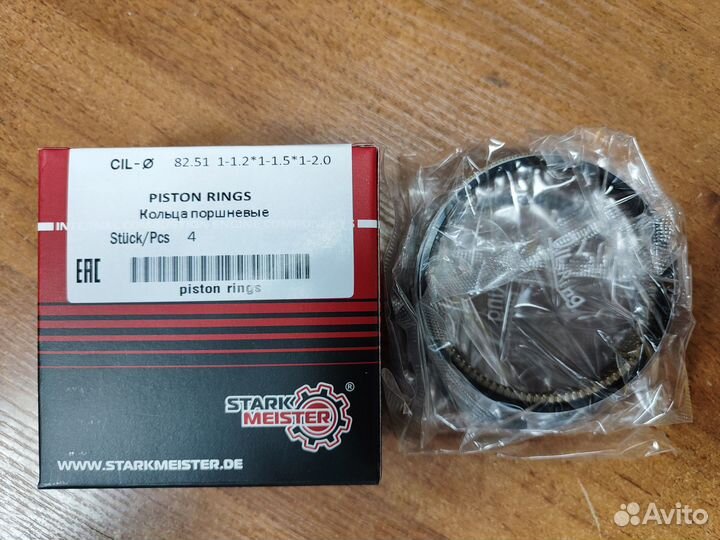 CIL-Ø 82.51 1-1.2*1-1.5*1-2.0
PISTON RINGS
Кольца поршневые
Stück/Pcs 4
EAC
piston rings
STARK
MEISTER
®
WWW.STARKMEISTER.DE
Avito